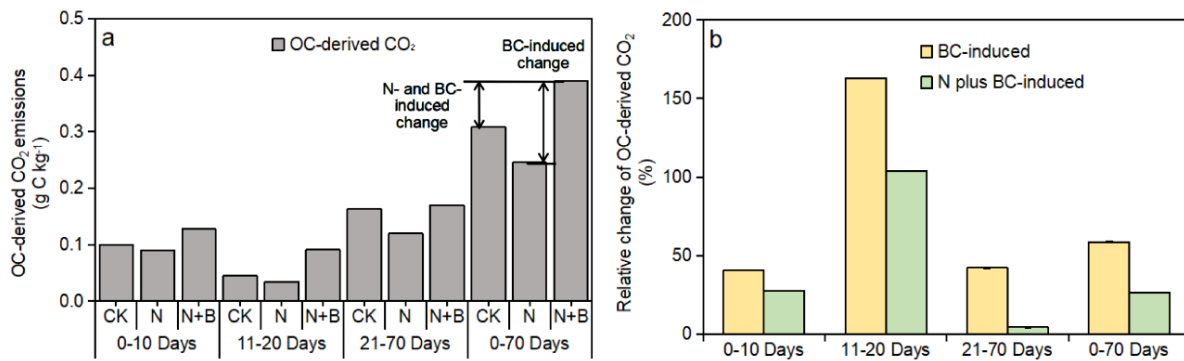 a
OC-derived CO₂
BC-induced
change
N- and BC-
induced
change
OC-derived CO₂ emissions
(g C kg⁻¹)
0.5
0.4
0.3
0.2
0.1
0.0
CK N N+B CK N N+B CK N N+B CK N N+B
0-10 Days 11-20 Days 21-70 Days 0-70 Days
b
BC-induced
N plus BC-induced
Relative change of OC-derived CO₂
(%)
200
150
100
50
0
0-10 Days 11-20 Days 21-70 Days 0-70 Days